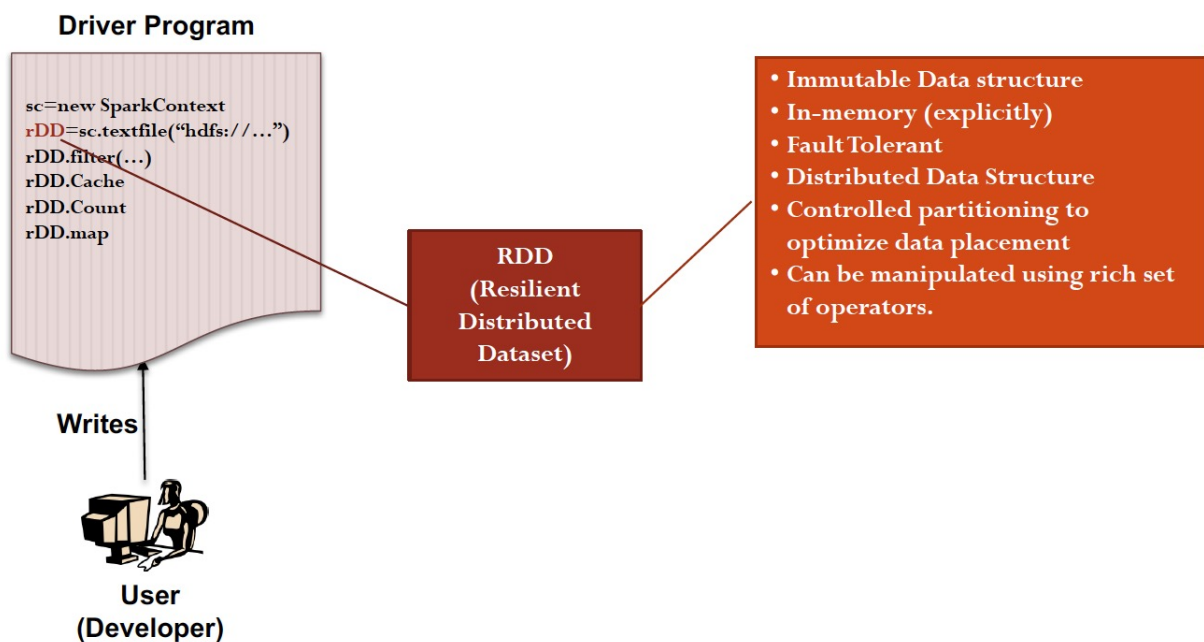 Driver Program
sc=new SparkContext
rDD=sc.textfile(“hdfs://…”)
rDD.filter(…)
rDD.Cache
rDD.Count
rDD.map
Writes
User
(Developer)
RDD
(Resilient
Distributed
Dataset)
• Immutable Data structure
• In-memory (explicitly)
• Fault Tolerant
• Distributed Data Structure
• Controlled partitioning to
optimize data placement
• Can be manipulated using rich set
of operators.